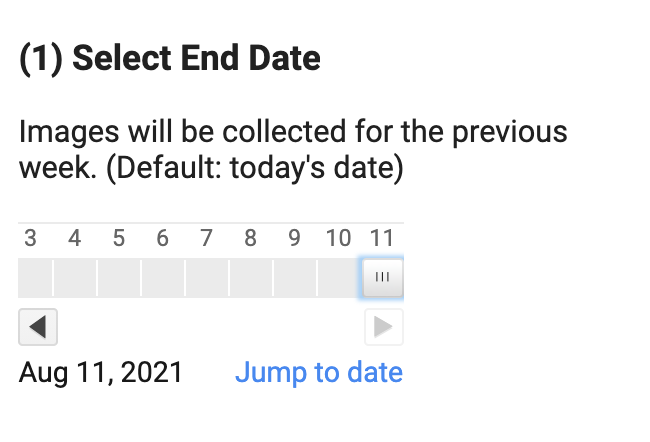 (1) Select End Date
Images will be collected for the previous
week. (Default: today's date)
3 4 5 6 7 8 9 10 11
Aug 11, 2021 Jump to date